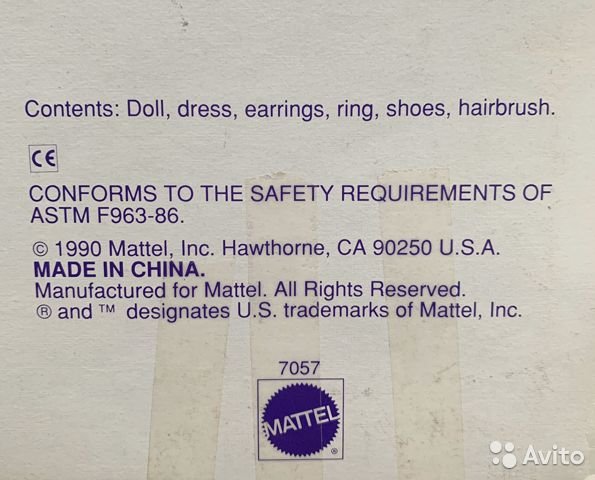 Contents: Doll, dress, earrings, ring, shoes, hairbrush.
CE
CONFORMS TO THE SAFETY REQUIREMENTS OF
ASTM F963-86.
© 1990 Mattel, Inc. Hawthorne, CA 90250 U.S.A.
MADE IN CHINA.
Manufactured for Mattel. All Rights Reserved.
® and ™ designates U.S. trademarks of Mattel, Inc.
7057
MATTEL
®
Avito